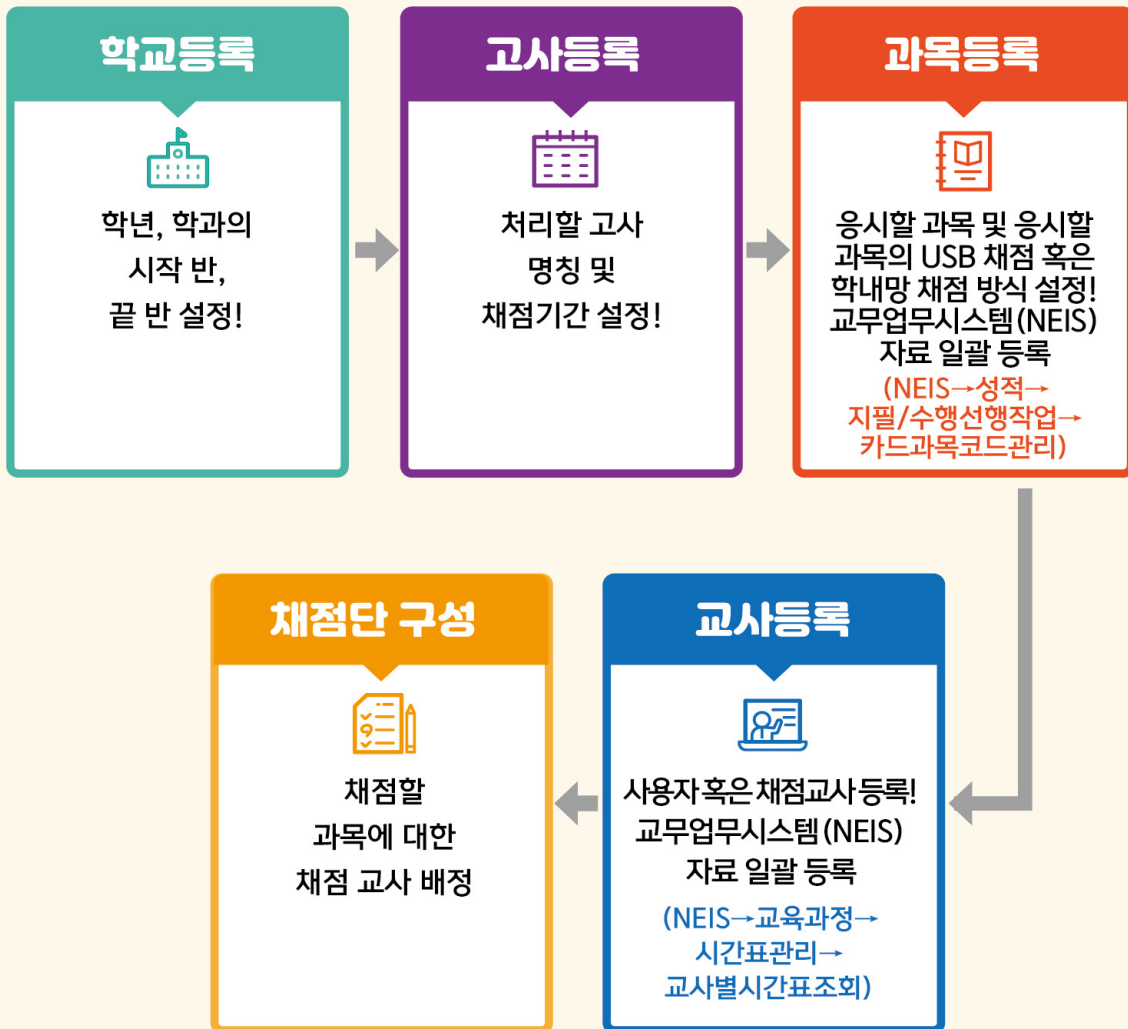 학교등록
학년, 학과의
시작 반,
끝 반 설정!
고사등록
처리할 고사
명칭 및
채점기간 설정!
과목등록
응시할 과목 및 응시할
과목의 USB 채점 혹은
학내망 채점 방식 설정!
교무업무시스템(NEIS)
자료 일괄 등록
(NEIS→성적→
지필/수행선행작업→
카드과목코드관리)
교사등록
사용자 혹은 채점교사 등록!
교무업무시스템(NEIS)
자료 일괄 등록
(NEIS→교육과정→
시간표관리→
교사별시간표조회)
채점단 구성
채점할
과목에 대한
채점 교사 배정